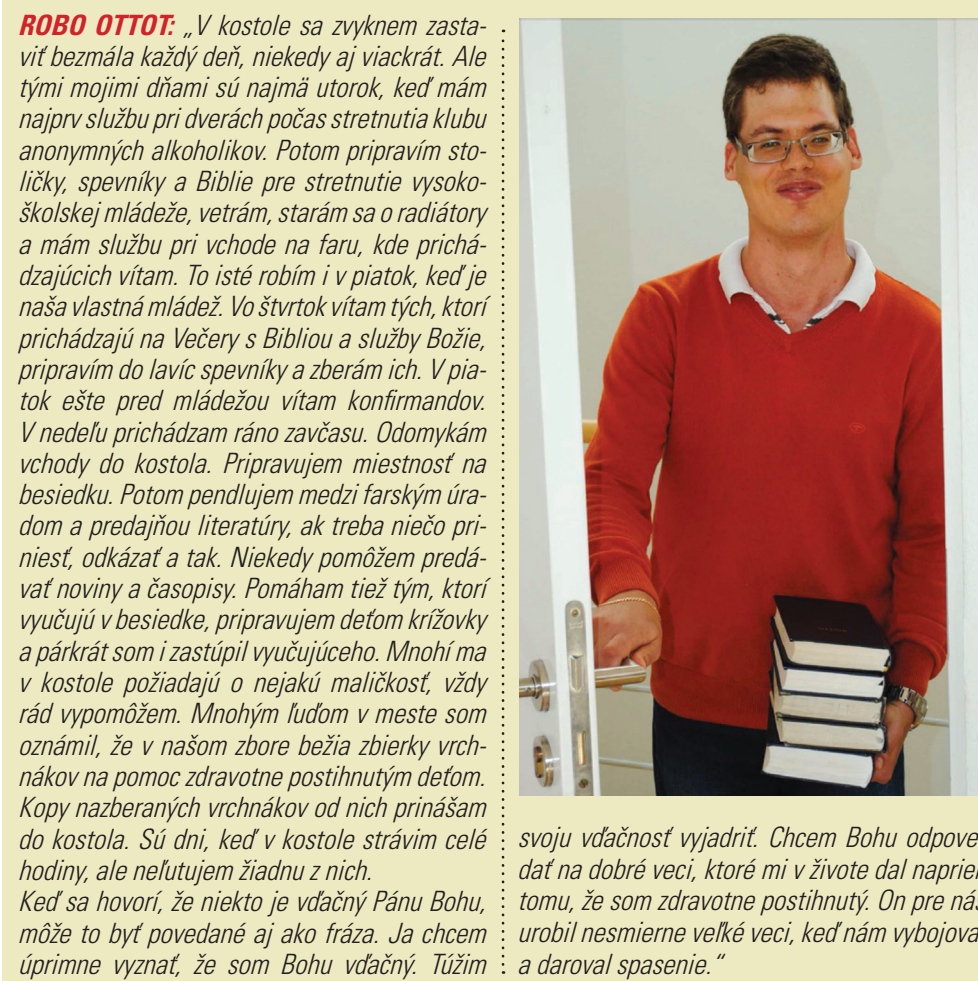 ROBO OTTOT: „V kostole sa zvyknem zasta-
viť bezmála každý deň, niekedy aj viackrát. Ale
tými mojimi dňami sú najmä utorok, keď mám
najprv službu pri dverách počas stretnutia klubu
anonymných alkoholikov. Potom pripravím sto-
ličky, spevníky a Biblie pre stretnutie vysoko-
školskej mládeže, vetrám, starám sa o radiátory
a mám službu pri vchode na faru, kde prichá-
dzajúcich vítam. To isté robím i v piatok, keď je
naša vlastná mládež. Vo štvrtok vítam tých, ktorí
prichádzajú na Večery s Bibliou a služby Božie,
pripravím do lavíc spevníky a zberám ich. V pia-
tok ešte pred mládežou vítam konfirmandov.
V nedeľu prichádzam ráno zavčasu. Odomykám
vchody do kostola. Pripravujem miestnosť na
besiedku. Potom pendlujem medzi farským úra-
dom a predajňou literatúry, ak treba niečo pri-
niesť, odkázať a tak. Niekedy pomôžem predá-
vať noviny a časopisy. Pomáham tiež tým, ktorí
vyučujú v besiedke, pripravujem deťom krížovky
a párkrát som i zastúpil vyučujúceho. Mnohí ma
v kostole požiadajú o nejakú maličkosť, vždy
rád vypomôžem. Mnohým ľuďom v meste som
oznámil, že v našom zbore bežia zbierky vrch-
nákov na pomoc zdravotne postihnutým deťom.
Kopy nazberaných vrchnákov od nich prinášam
do kostola. Sú dni, keď v kostole strávim celé
hodiny, ale neľutujem žiadnu z nich.
Keď sa hovorí, že niekto je vďačný Pánu Bohu,
môže to byť povedané aj ako fráza. Ja chcem
úprimne vyznať, že som Bohu vďačný. Túžim
svoju vďačnosť vyjadriť. Chcem Bohu odpove
dať na dobré veci, ktoré mi v živote dal naprie
tomu, že som zdravotne postihnutý. On pre ná
urobil nesmierne veľké veci, keď nám vybojova
a daroval spasenie.“